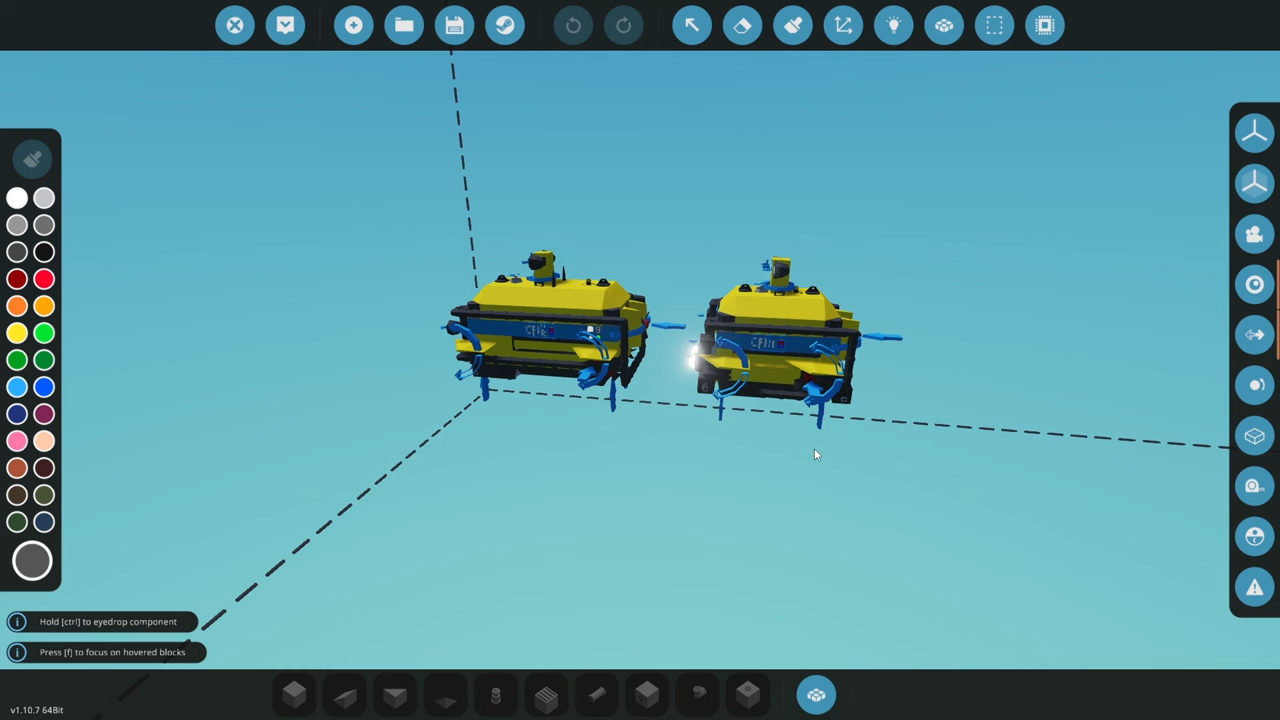 Hold [ctrl] to eyedrop component
Press [f] to focus on hovered blocks
v1.10.7 64Bit